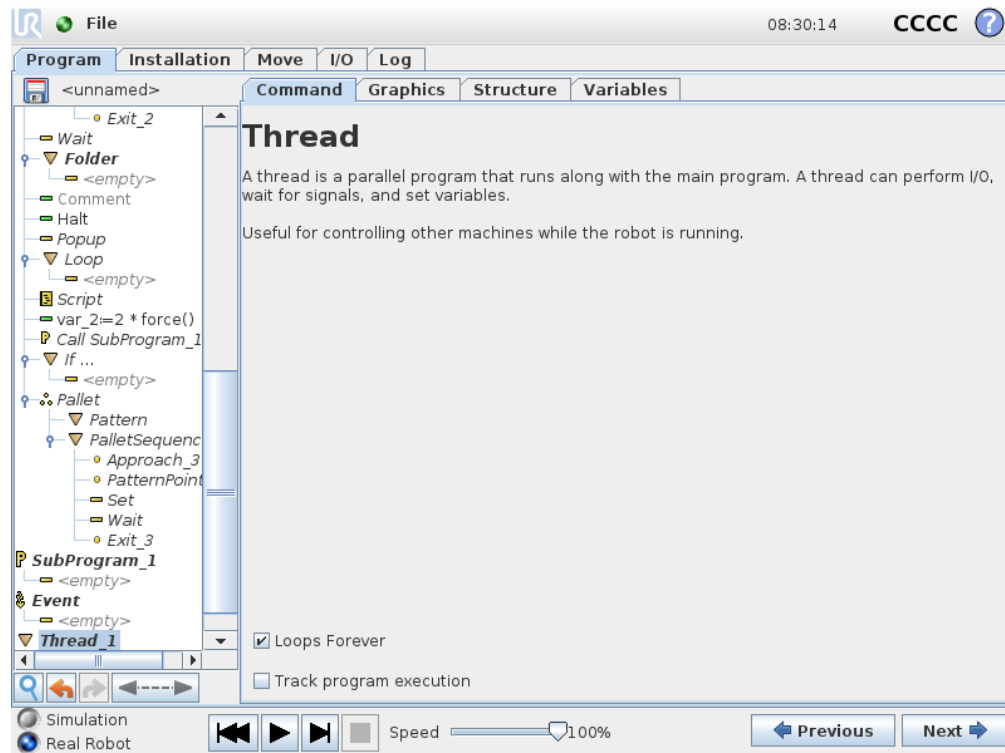 UR File 08:30:14 CCCC ?
Program Installation Move I/O Log
<unnamed>
Command Graphics Structure Variables
Exit_2
Wait
Folder
<empty>
Comment
Halt
Popup
Loop
<empty>
Script
var_2:=2 * force()
P Call SubProgram_1
If ...
<empty>
Pallet
Pattern
PalletSequenc
Approach_3
PatternPoint
Set
Wait
Exit_3
P SubProgram_1
<empty>
Event
<empty>
Thread_1
Thread
A thread is a parallel program that runs along with the main program. A thread can perform I/O,
wait for signals, and set variables.
Useful for controlling other machines while the robot is running.
Loops Forever
Track program execution
Simulation
Real Robot
Speed 100%
Previous Next